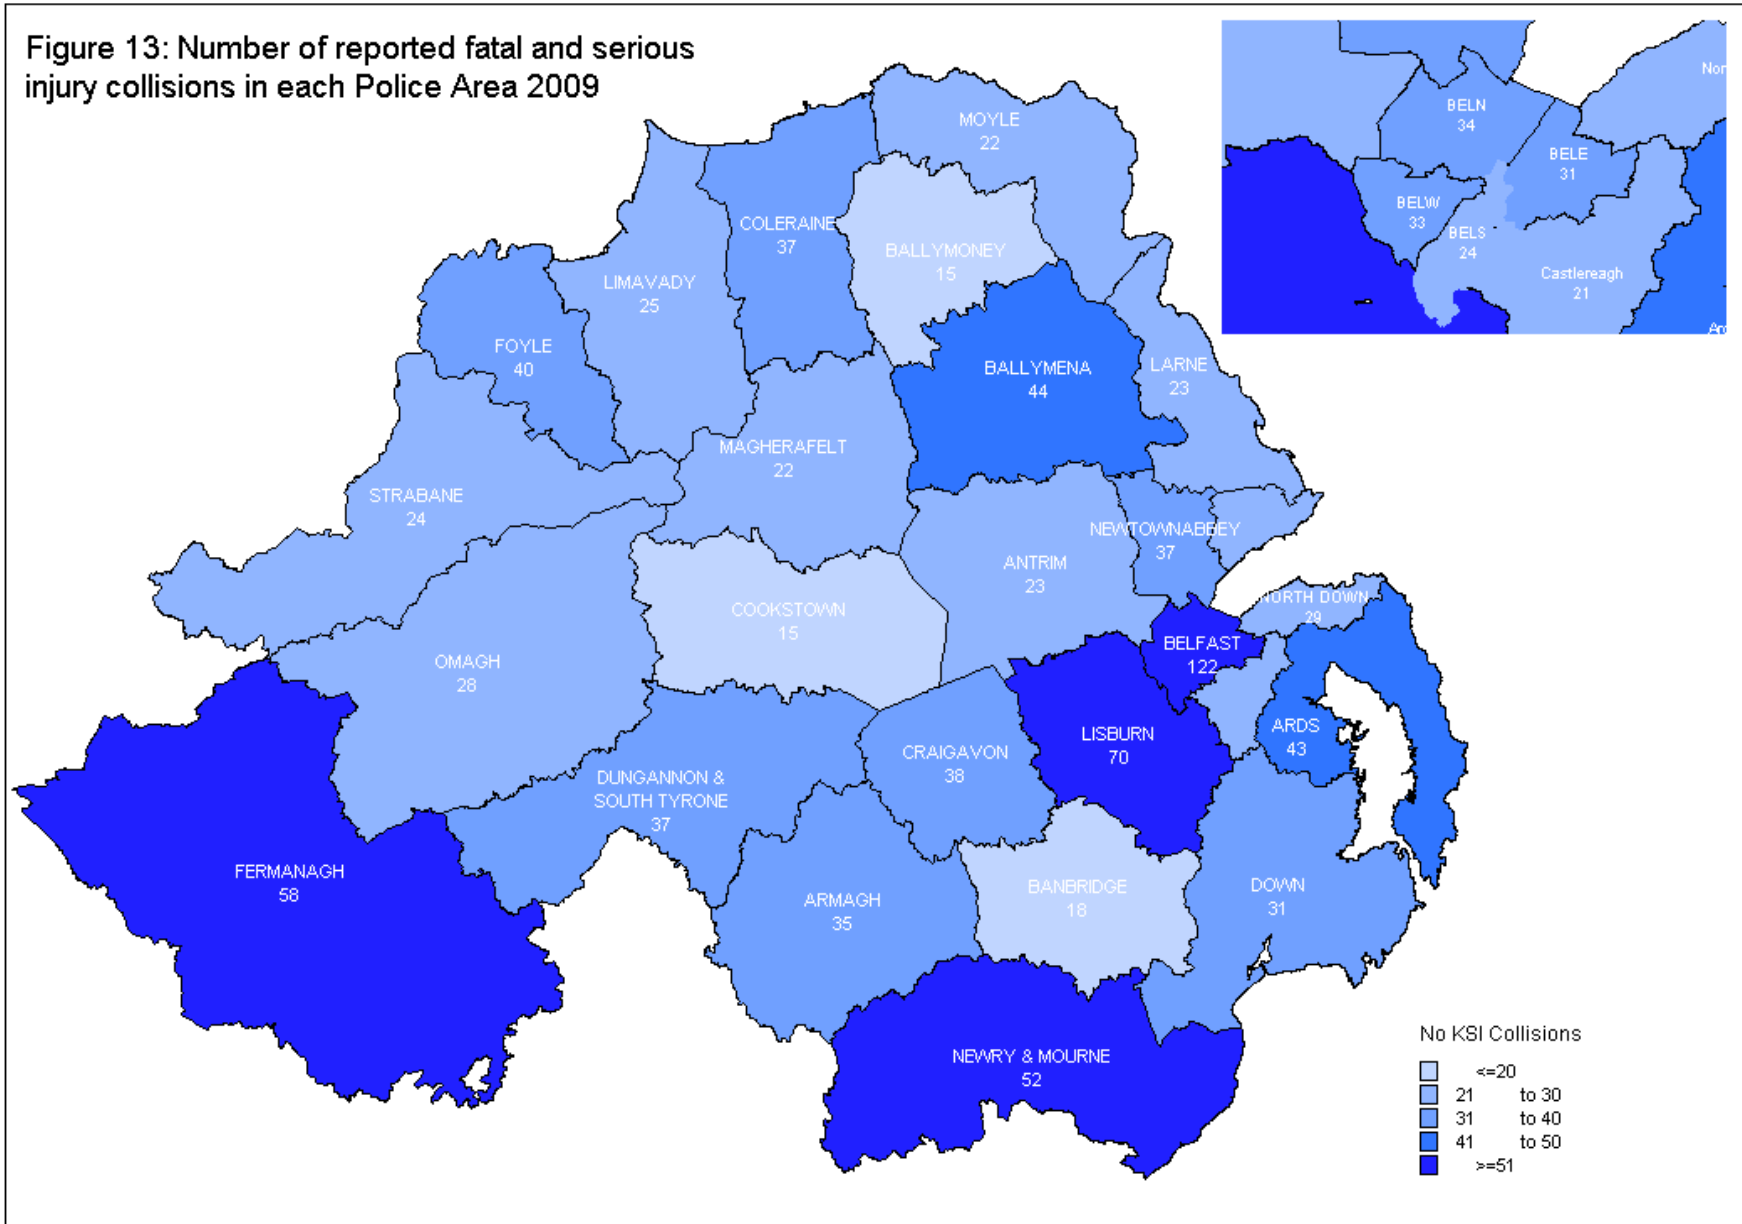 Figure 13: Number of reported fatal and serious
injury collisions in each Police Area 2009
MOYLE
22
COLERAINE
37
BALLYMONEY
15
LIMAVADY
25
FOYLE
40
BALLYMENA
44
LARNE
23
MAGHERAFELT
22
STRABANE
24
NEWTOWNABBEY
37
ANTRIM
23
COOKSTOWN
15
NORTH DOWN
29
BELFAST
122
OMAGH
28
LISBURN
70
ARDS
43
CRAIGAVON
38
DUNGANNON &
SOUTH TYRONE
37
FERMANAGH
58
ARMAGH
35
BANBRIDGE
18
DOWN
31
NEWRY & MOURNE
52
Nor
BELN
34
BELE
31
BELW
33
BELS
24
Castlereagh
21
No KSI Collisions
<=20
21 to 30
31 to 40
41 to 50
>=51